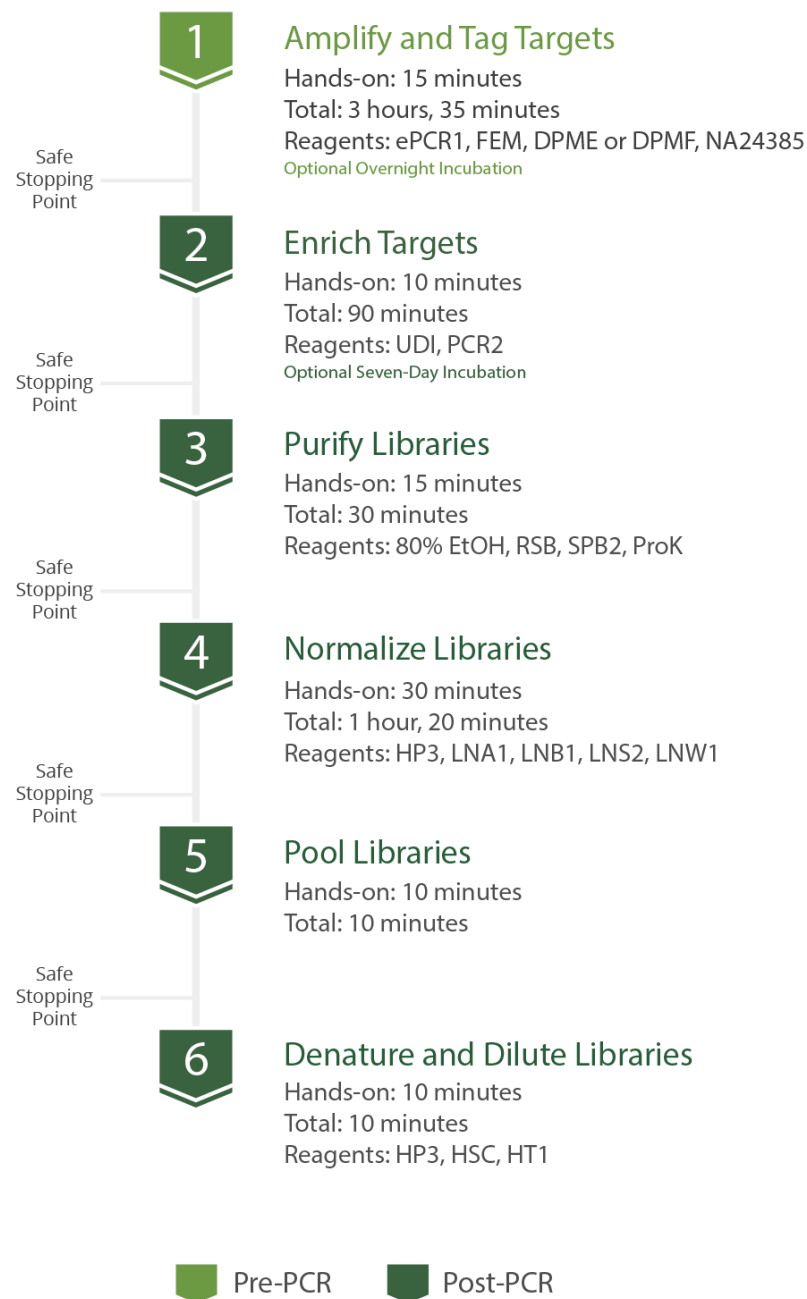 1
Amplify and Tag Targets
Hands-on: 15 minutes
Total: 3 hours, 35 minutes
Reagents: ePCR1, FEM, DPME or DPMF, NA24385
Optional Overnight Incubation
Safe
Stopping
Point
2
Enrich Targets
Hands-on: 10 minutes
Total: 90 minutes
Reagents: UDI, PCR2
Optional Seven-Day Incubation
Safe
Stopping
Point
3
Purify Libraries
Hands-on: 15 minutes
Total: 30 minutes
Reagents: 80% EtOH, RSB, SPB2, ProK
Safe
Stopping
Point
4
Normalize Libraries
Hands-on: 30 minutes
Total: 1 hour, 20 minutes
Reagents: HP3, LNA1, LNB1, LNS2, LNW1
Safe
Stopping
Point
5
Pool Libraries
Hands-on: 10 minutes
Total: 10 minutes
Safe
Stopping
Point
6
Denature and Dilute Libraries
Hands-on: 10 minutes
Total: 10 minutes
Reagents: HP3, HSC, HT1
Pre-PCR
Post-PCR